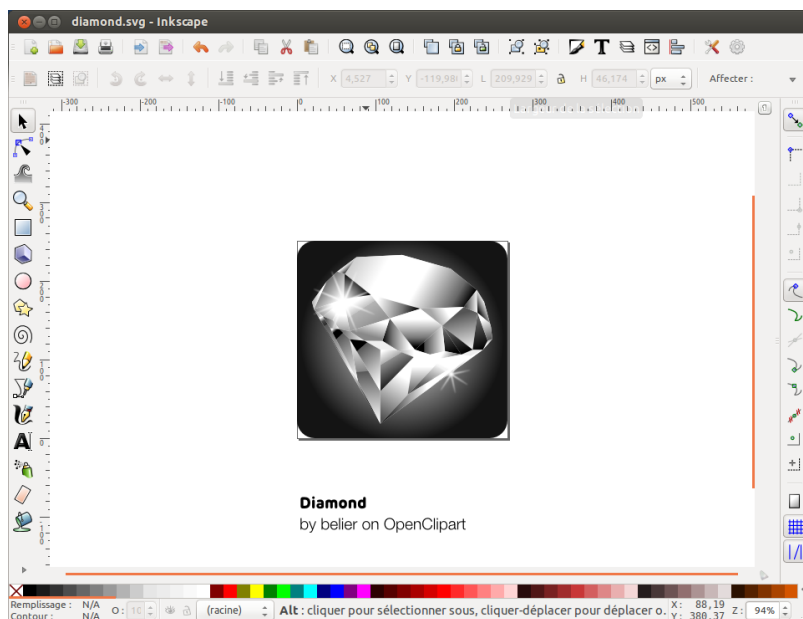 diamond.svg - Inkscape
X 4,527 Y -119,98 L 209,929 H 46,174 px Affecter :
-300 -200 -100 0 100 200 300 400 500
Diamond
by belier on OpenClipart
Remplissage : N/A
Contour : N/A
O : 10
(racine)
Alt : cliquer pour sélectionner sous, cliquer-déplacer pour déplacer o.
X: 88,19
Y: 380,37
Z : 94%